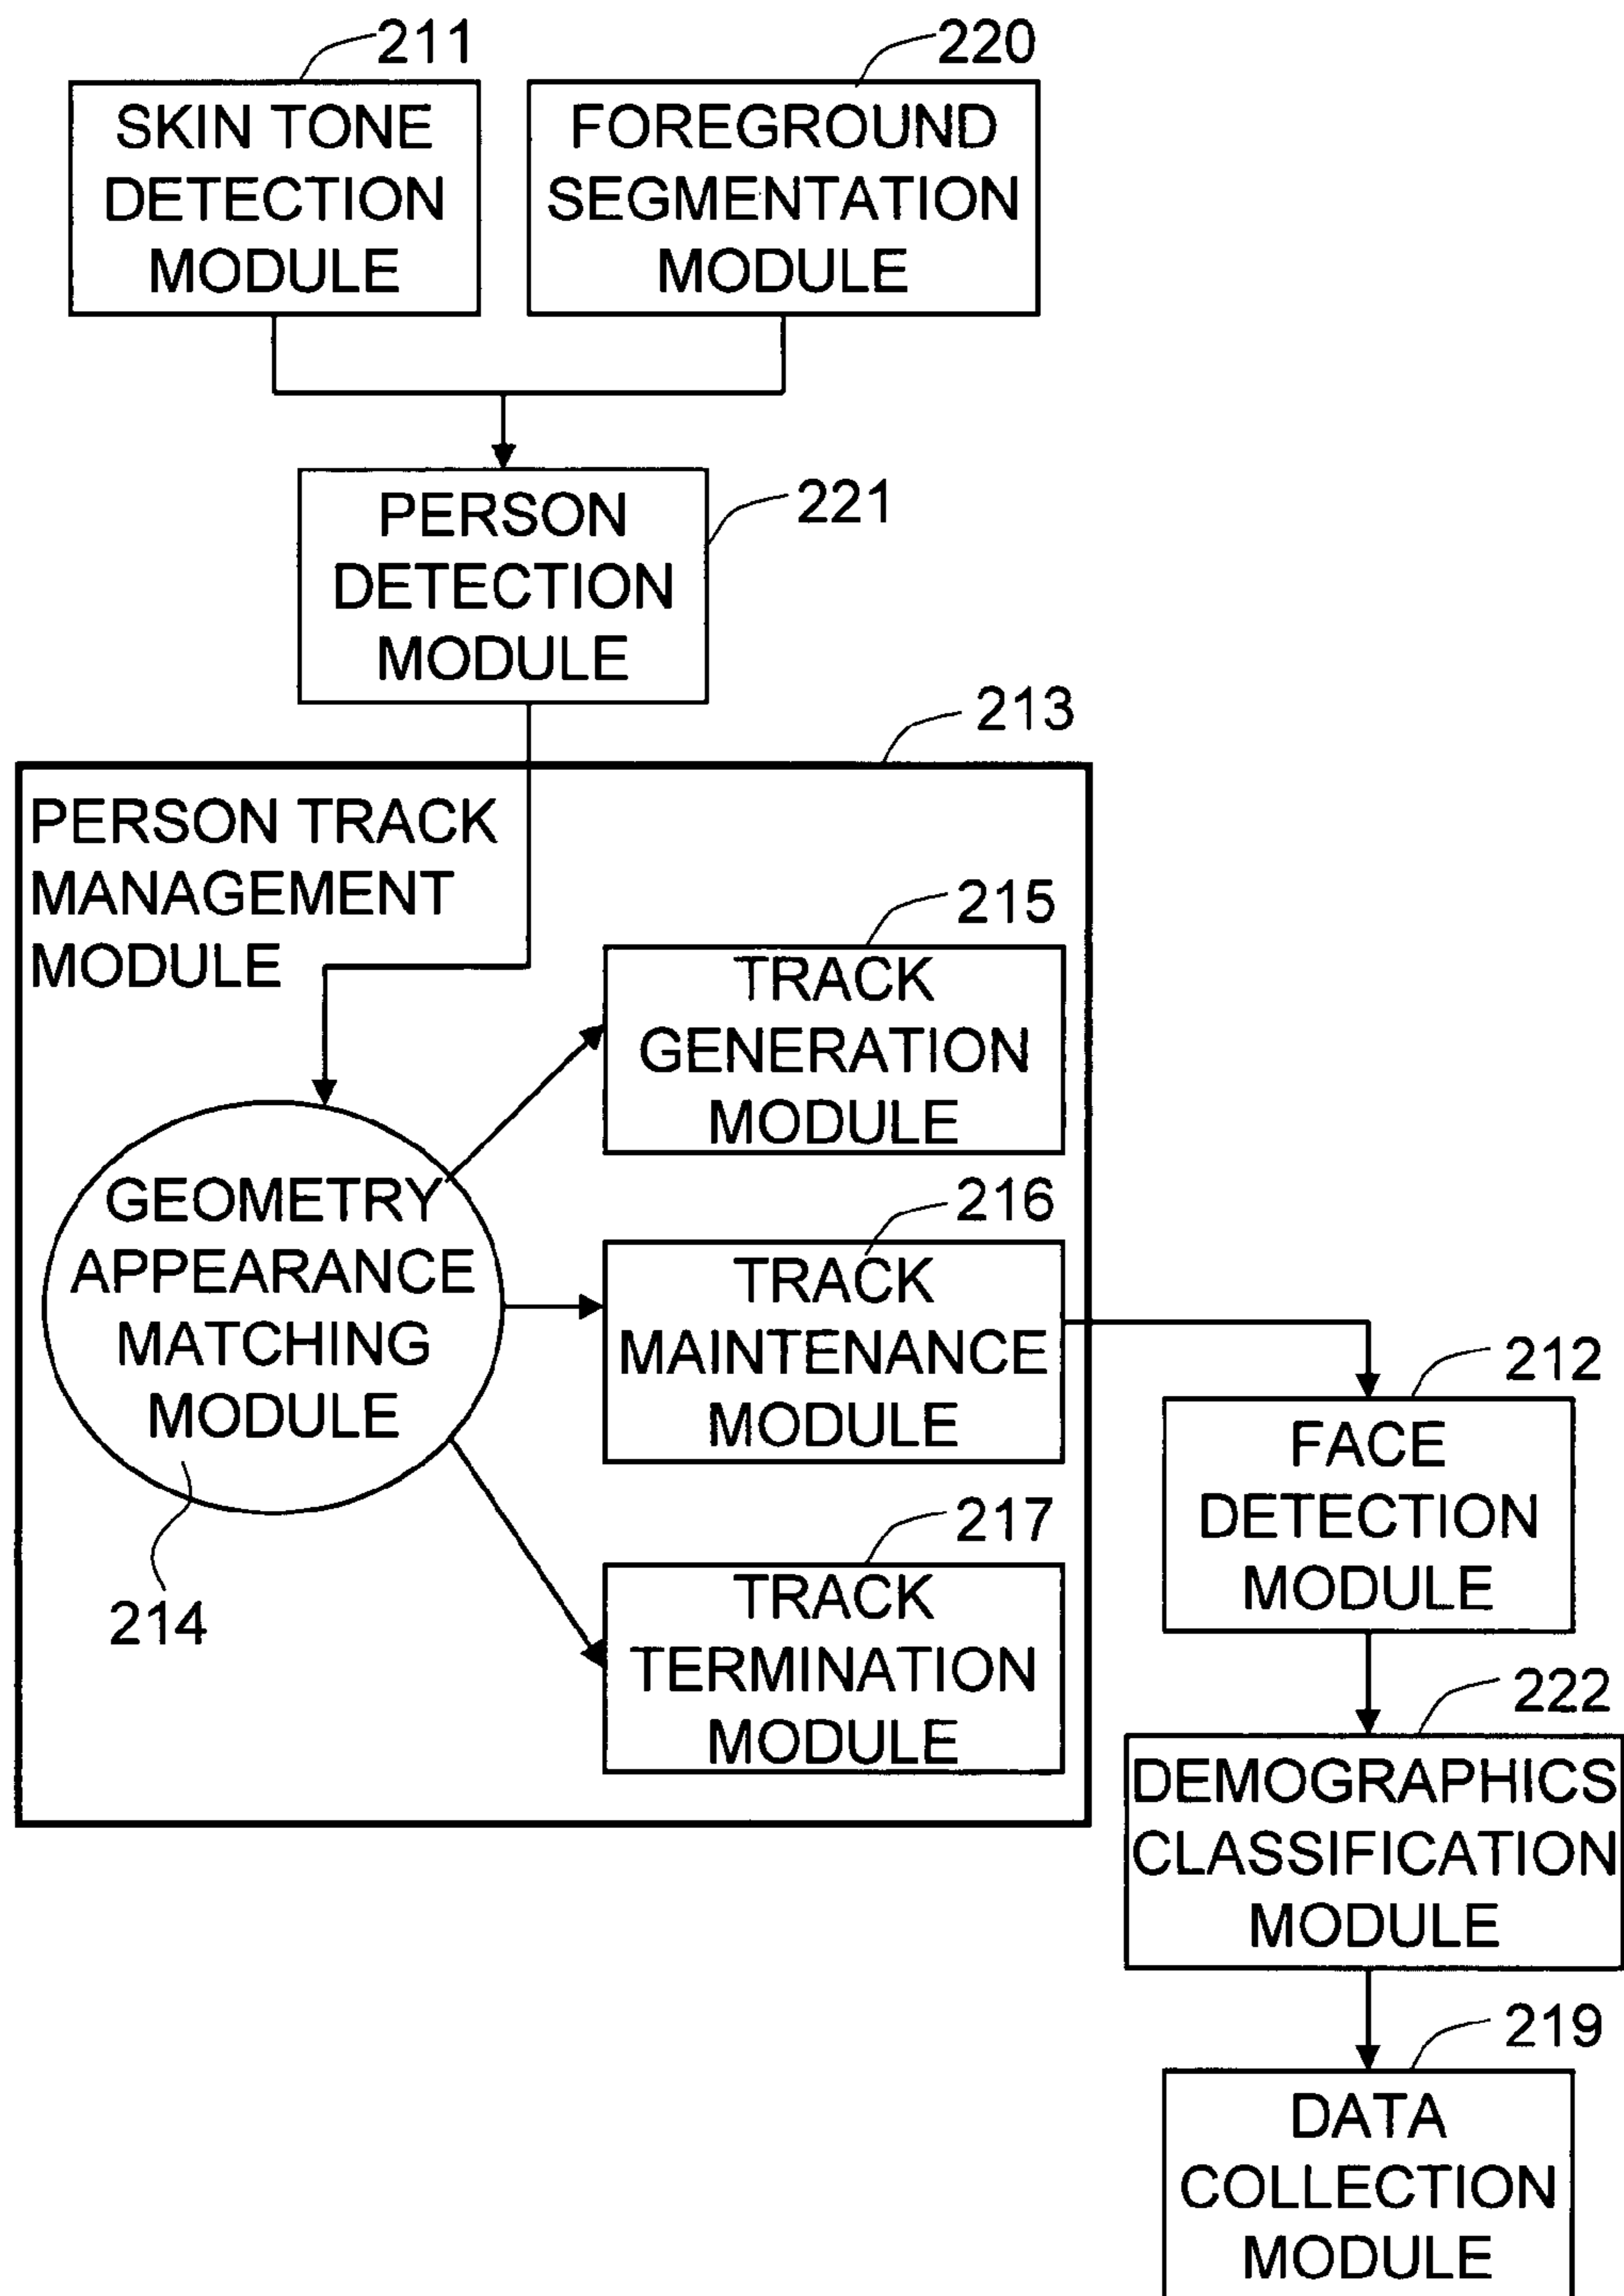 211
220
SKIN TONE
DETECTION
MODULE
FOREGROUND
SEGMENTATION
MODULE
PERSON
DETECTION
MODULE
221
213
PERSON TRACK
MANAGEMENT
MODULE
215
TRACK
GENERATION
MODULE
GEOMETRY
APPEARANCE
MATCHING
MODULE
214
216
TRACK
MAINTENANCE
MODULE
217
TRACK
TERMINATION
MODULE
212
FACE
DETECTION
MODULE
222
DEMOGRAPHICS
CLASSIFICATION
MODULE
219
DATA
COLLECTION
MODULE